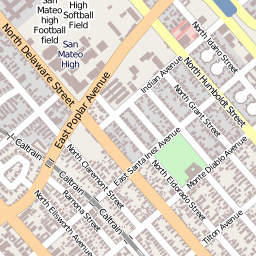 San
Mateo
high
Football
field
High
Softball
Field
San Mateo
High
North Delaware Street
East Poplar Avenue
Indian Avenue
North Idaho Street
North Humboldt Street
North Grant Street
East Santa Inez Avenue
Monte Diablo Avenue
North Eldorado Street
Tilton Avenue
North Claremont Street
Caltrain
Caltrain
Caltrain
Ramona Street
North Ellsworth Avenue